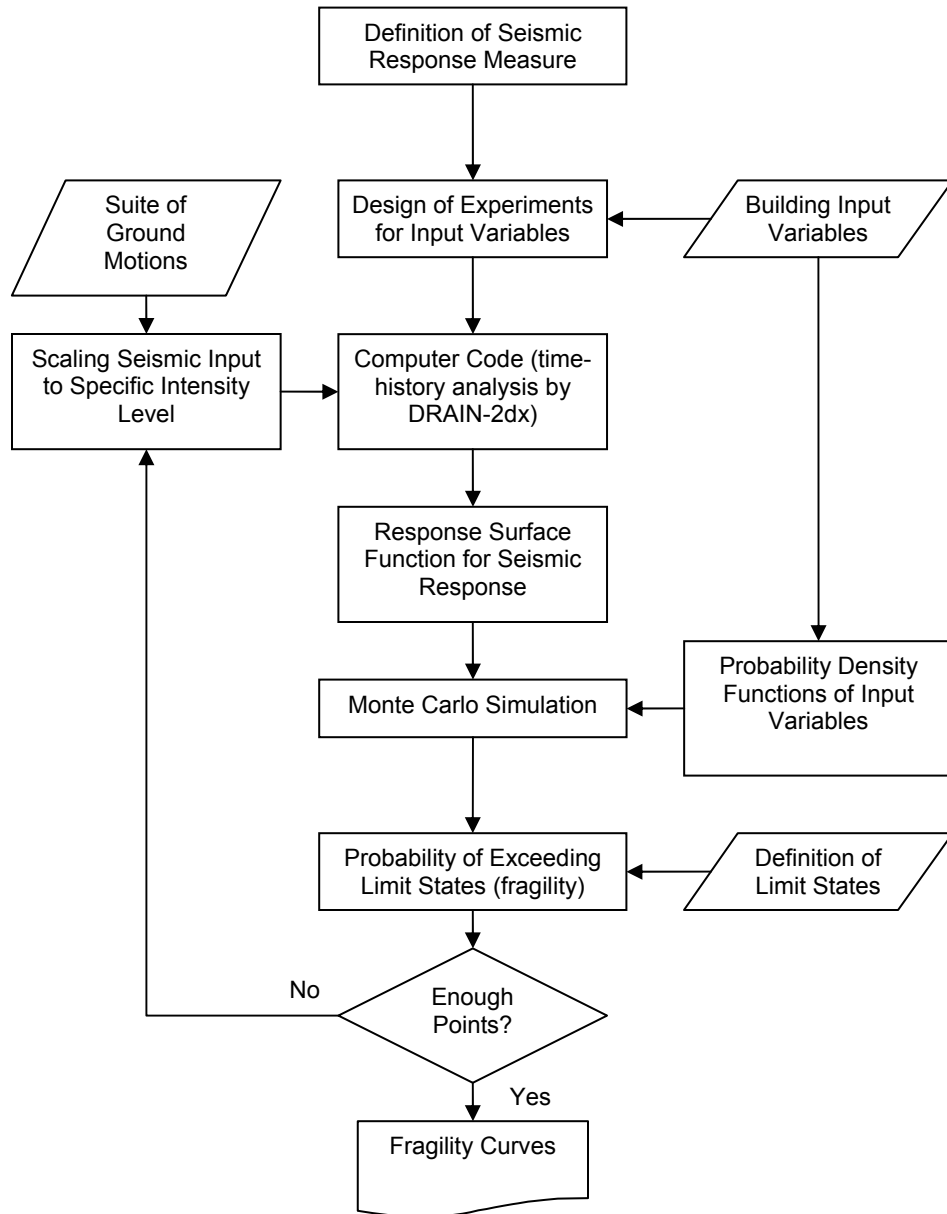 Definition of Seismic
Response Measure
Suite of
Ground
Motions
Design of Experiments
for Input Variables
Building Input
Variables
Scaling Seismic Input
to Specific Intensity
Level
Computer Code (time-
history analysis by
DRAIN-2dx)
Response Surface
Function for Seismic
Response
Probability Density
Functions of Input
Variables
Monte Carlo Simulation
Probability of Exceeding
Limit States (fragility)
Definition of
Limit States
No
Enough
Points?
Yes
Fragility Curves